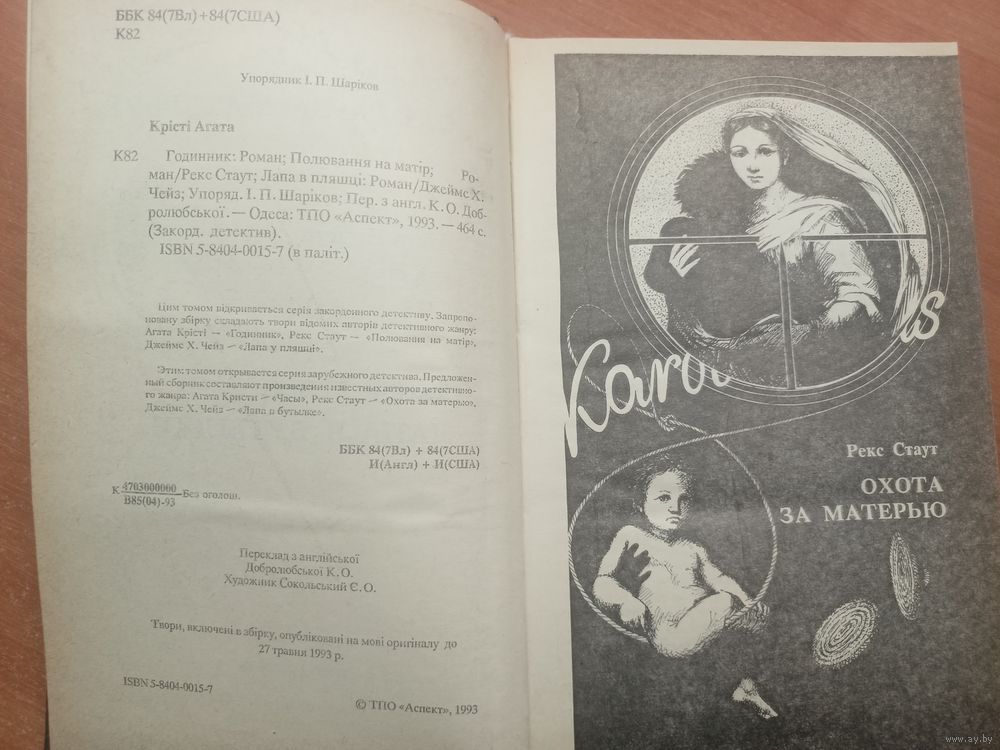 ББК 84(7Вл)+84(7США)
К82
Упорядник І. П. Шаріков
Крісті Агата
К82 Годинник: Роман; Полювання на матір; Ро-
ман/Рекс Стаут; Лапа в пляшці: Роман/Джеймс Х.
Чейз; Упоряд. І. П. Шаріков; Пер. з англ. К. О. Доб-
ролюбської. — Одеса: ТПО «Аспект», 1993. — 464 с.
(Закорд. детектив).
ISBN 5-8404-0015-7 (в паліт.)
Цим томом відкривається серія закордонного детективу. Запропо-
новану збірку складають твори відомих авторів детективного жанру:
Агата Крісті — «Годинник», Рекс Стаут — «Полювання на матір»,
Джеймс Х. Чейз — «Лапа у пляшці».
Этим томом открывается серия зарубежного детектива. Предложен-
ный сборник составляют произведения известных авторов детективно-
го жанра: Агата Кристи — «Часы», Рекс Стаут — «Охота за матерью»,
Джеймс Х. Чейз — «Лапа в бутылке».
ББК 84(7Вл) + 84(7США)
И(Англ) + И(США)
К 4703000000 Без оголош.
В85(04)-93
Переклад з англійської
Добролюбської К. О.
Художник Сокольський Є. О.
Твори, включені в збірку, опубліковані на мові оригіналу до
27 травня 1993 р.
ISBN 5-8404-0015-7
© ТПО «Аспект», 1993
Рекс Стаут
ОХОТА
ЗА МАТЕРЬЮ
www.ay.by